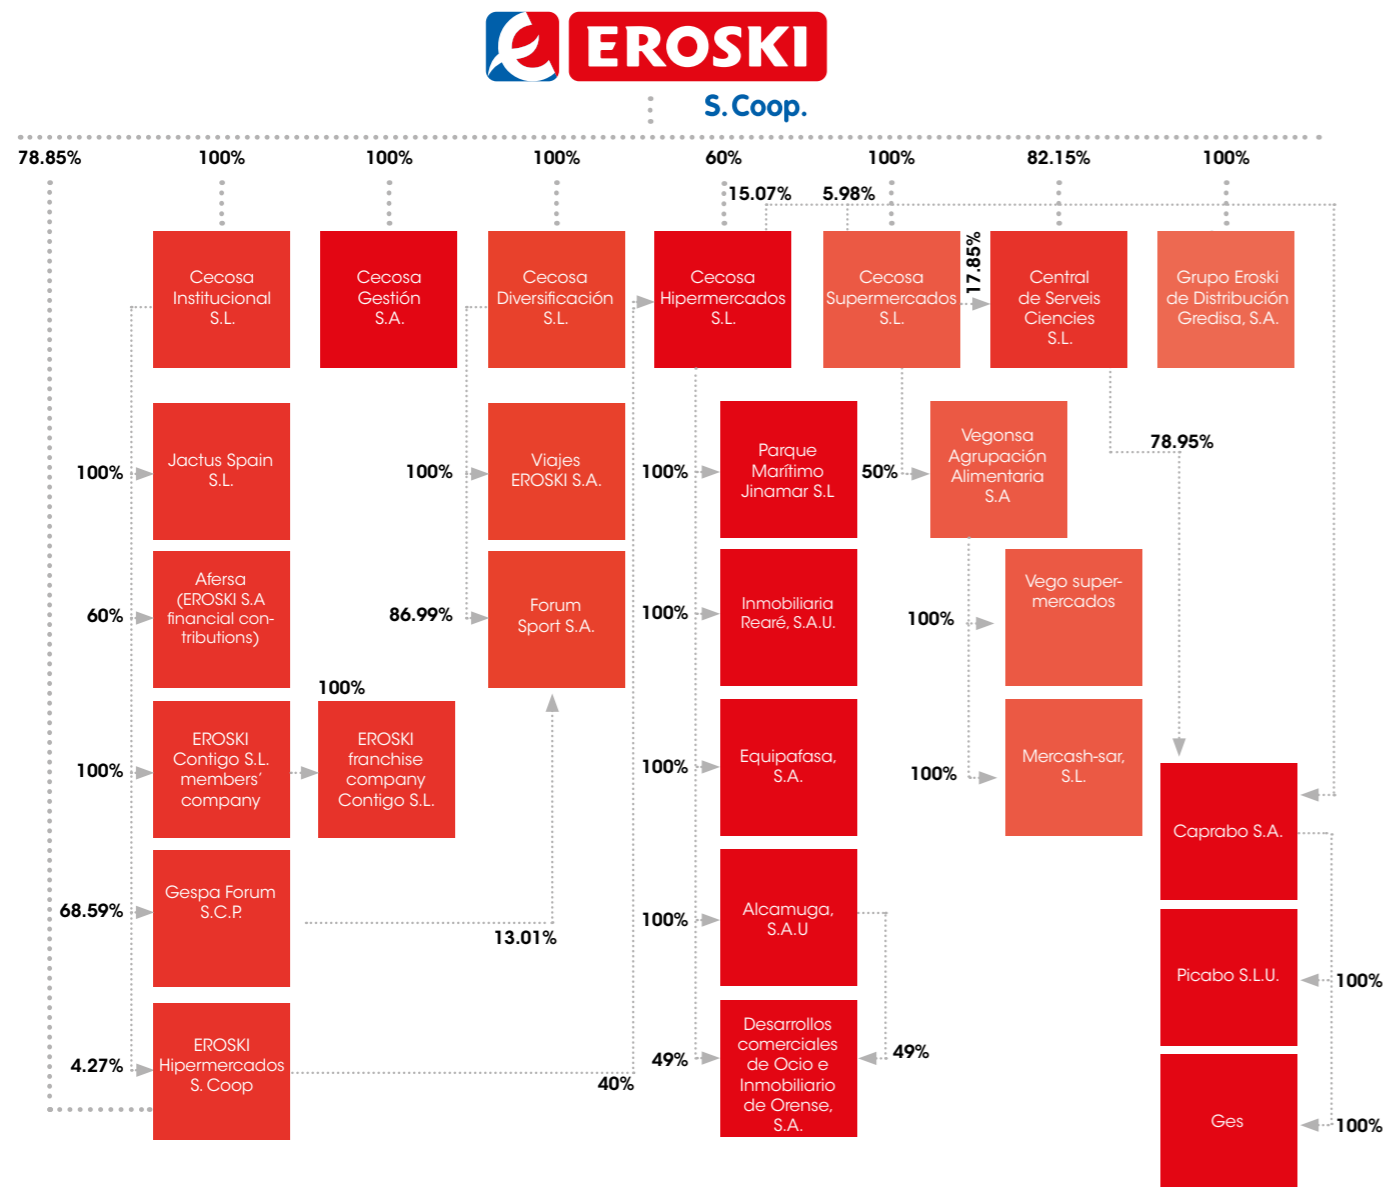 EROSKI
S. Coop.
78.85%
100%
100%
100%
60%
100%
82.15%
100%
15.07%
5.98%
17.85%
Cecosa
Institucional
S.L.
Cecosa
Gestión
S.A.
Cecosa
Diversificación
S.L.
Cecosa
Hipermercados
S.L.
Cecosa
Supermercados
S.L.
Central
de Serveis
Ciencies
S.L.
Grupo Eroski
de Distribución
Gredisa, S.A.
100%
Jactus Spain
S.L.
100%
Viajes
EROSKI S.A.
100%
Parque
Marítimo
Jinamar S.L
50%
Vegonsa
Agrupación
Alimentaria
S.A
78.95%
60%
Afersa
(EROSKI S.A
financial con-
tributions)
86.99%
Forum
Sport S.A.
100%
Inmobiliaria
Rearé, S.A.U.
100%
Vego super-
mercados
100%
EROSKI
Contigo S.L.
members’
company
100%
EROSKI
franchise
company
Contigo S.L.
100%
Equipafasa,
S.A.
100%
Mercash-sar,
S.L.
Caprabo S.A.
68.59%
Gespa Forum
S.C.P.
13.01%
100%
Alcamuga,
S.A.U
Picabo S.L.U.
100%
4.27%
EROSKI
Hipermercados
S. Coop
40%
49%
Desarrollos
comerciales
de Ocio e
Inmobiliario
de Orense,
S.A.
49%
Ges
100%